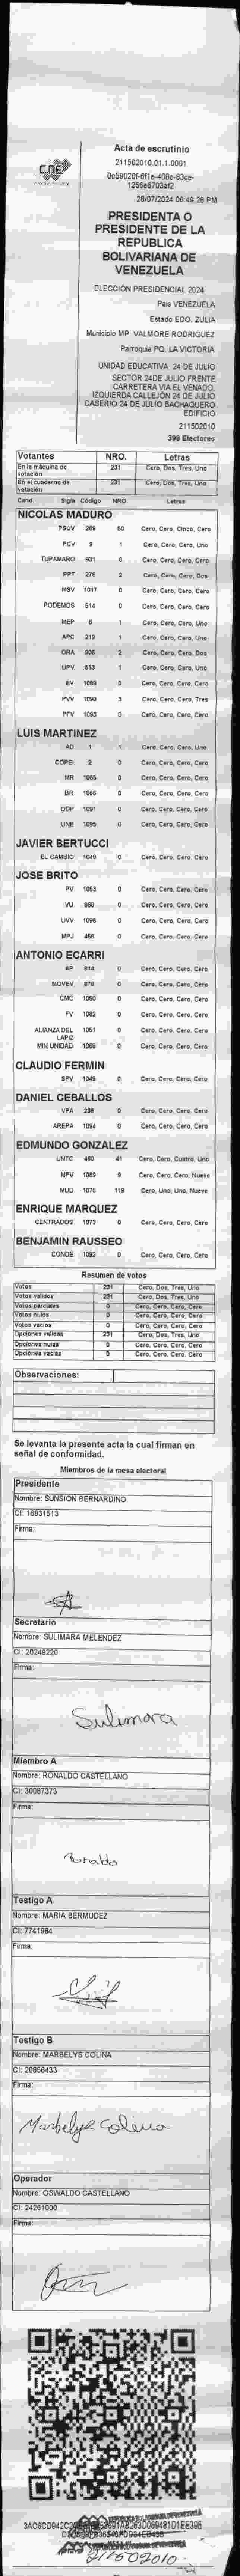 CNE
Acta de escrutinio
211502010.01.1.0001
28/07/2024 06:49:26 PM
PRESIDENTA O
PRESIDENTE DE LA
REPUBLICA
BOLIVARIANA DE
VENEZUELA
ELECCIÓN PRESIDENCIAL 2024
Pais VENEZUELA
Estado EDO. ZULIA
Municipio MP. VALMORE RODRIGUEZ
Parroquia PQ. LA VICTORIA
UNIDAD EDUCATIVA 24 DE JULIO
SECTOR 24DE JULIO FRENTE
CARRETERA VIA EL VENADO.
IZQUIERDA CALLEJÓN 24 DE JULIO
CASERIO 24 DE JULIO BACHAQUERO.
EDIFICIO
211502010
398 Electores
Votantes NRO. Letras
En la máquina de votación 231 Cero, Dos, Tres, Uno
En el cuaderno de votación 231 Cero, Dos, Tres, Uno
Cand. Sigla Código NRO. Letras
NICOLAS MADURO
PSUV 269 50 Cero, Cero, Cinco, Cero
PCV 9 1 Cero, Cero, Cero, Uno
TUPAMARO 931 0 Cero, Cero, Cero, Cero
PPT 276 2 Cero, Cero, Cero, Dos
MSV 1017 0 Cero, Cero, Cero, Cero
PODEMOS 514 0 Cero, Cero, Cero, Cero
MEP 6 1 Cero, Cero, Cero, Uno
APC 219 1 Cero, Cero, Cero, Uno
ORA 906 2 Cero, Cero, Cero, Dos
UPV 613 1 Cero, Cero, Cero, Uno
EV 1089 0 Cero, Cero, Cero, Cero
PVV 1090 3 Cero, Cero, Cero, Tres
PFV 1093 0 Cero, Cero, Cero, Cero
LUIS MARTINEZ
AD 1 1 Cero, Cero, Cero, Uno
COPEI 2 0 Cero, Cero, Cero, Cero
MR 1065 0 Cero, Cero, Cero, Cero
BR 1066 0 Cero, Cero, Cero, Cero
DDP 1091 0 Cero, Cero, Cero, Cero
UNE 1095 0 Cero, Cero, Cero, Cero
JAVIER BERTUCCI
EL CAMBIO 1049 0 Cero, Cero, Cero, Cero
JOSE BRITO
PV 1053 0 Cero, Cero, Cero, Cero
VU 968 0 Cero, Cero, Cero, Cero
UVV 1096 0 Cero, Cero, Cero, Cero
MPJ 458 0 Cero, Cero, Cero, Cero
ANTONIO ECARRI
AP 814 0 Cero, Cero, Cero, Cero
MOVEV 878 0 Cero, Cero, Cero, Cero
CMC 1050 0 Cero, Cero, Cero, Cero
FV 1062 0 Cero, Cero, Cero, Cero
ALIANZA DEL LAPIZ 1051 0 Cero, Cero, Cero, Cero
MIN UNIDAD 1068 0 Cero, Cero, Cero, Cero
CLAUDIO FERMIN
SPV 1049 0 Cero, Cero, Cero, Cero
DANIEL CEBALLOS
VPA 236 0 Cero, Cero, Cero, Cero
AREPA 1094 0 Cero, Cero, Cero, Cero
EDMUNDO GONZALEZ
UNTC 460 41 Cero, Cero, Cuatro, Uno
MPV 1059 9 Cero, Cero, Cero, Nueve
MUD 1075 119 Cero, Uno, Uno, Nueve
ENRIQUE MARQUEZ
CENTRADOS 1073 0 Cero, Cero, Cero, Cero
BENJAMIN RAUSSEO
CONDE 1092 0 Cero, Cero, Cero, Cero
Resumen de votos
Votos 231 Cero, Dos, Tres, Uno
Votos validos 231 Cero, Dos, Tres, Uno
Votos parciales 0 Cero, Cero, Cero, Cero
Votos nulos 0 Cero, Cero, Cero, Cero
Votos vacios 0 Cero, Cero, Cero, Cero
Opciones validas 231 Cero, Dos, Tres, Uno
Opciones nulas 0 Cero, Cero, Cero, Cero
Opciones vacias 0 Cero, Cero, Cero, Cero
Observaciones:
Se levanta la presente acta la cual firman en
señal de conformidad.
Miembros de la mesa electoral
Presidente
Nombre: SUNSION BERNARDINO
CI: 16831513
Firma:
Secretario
Nombre: SULIMARA MELENDEZ
CI: 20249220
Firma:
Sulimara
Miembro A
Nombre: RONALDO CASTELLANO
CI: 30087373
Firma:
Ronaldo
Testigo A
Nombre: MARIA BERMUDEZ
CI: 7741984
Firma:
Testigo B
Nombre: MARBELYS COLINA
CI: 20856433
Firma:
Marbelys Colina
Operador
Nombre: OSWALDO CASTELLANO
CI: 24261000
Firma:
211502010